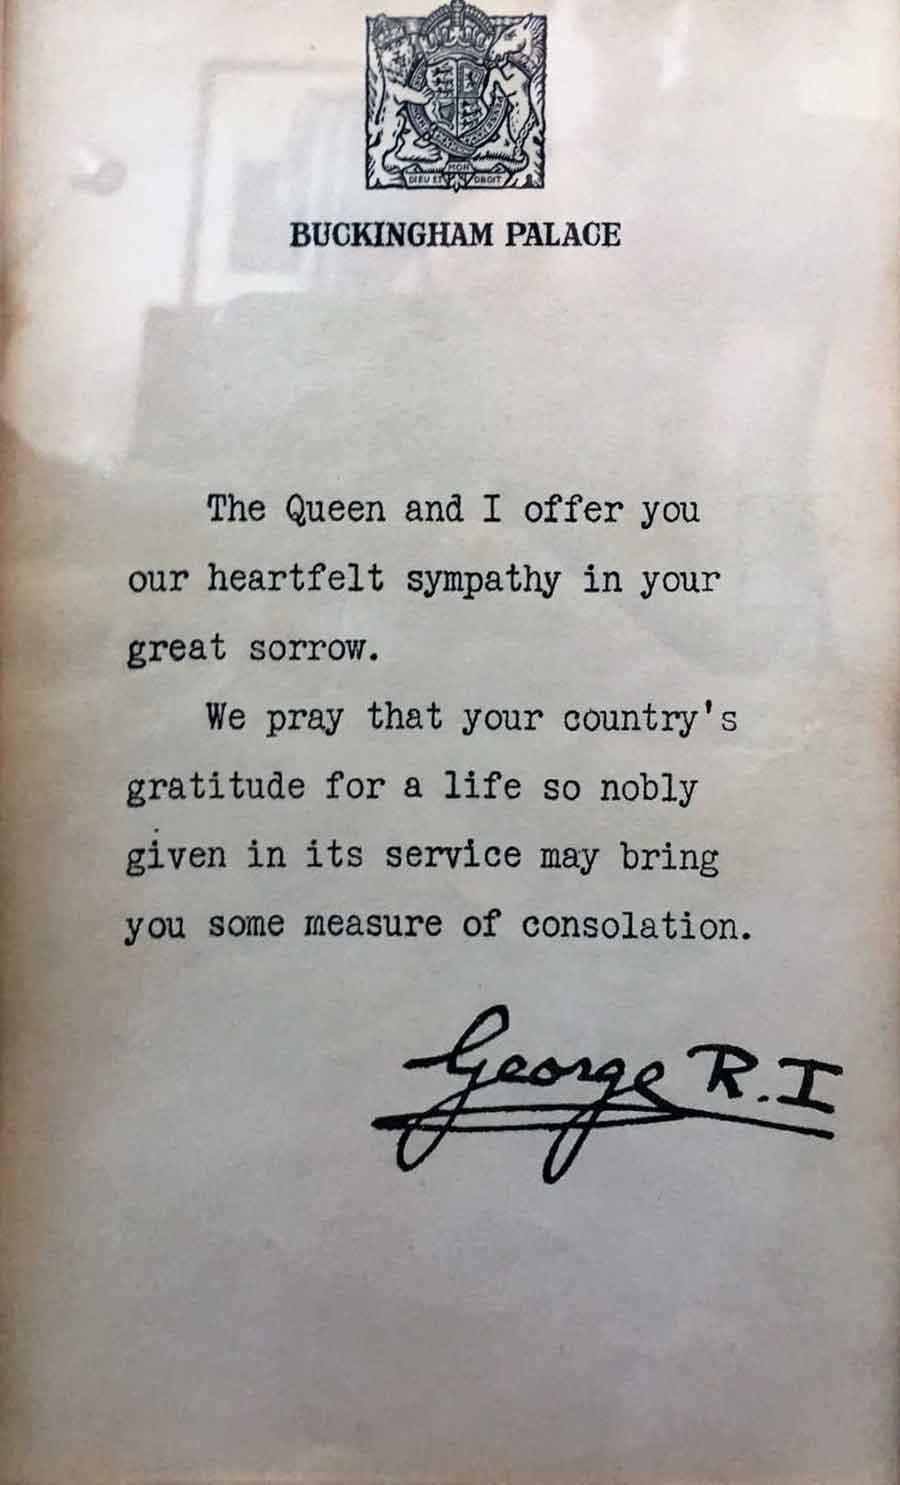 MON
DIEU ET DROIT
BUCKINGHAM PALACE
The Queen and I offer you
our heartfelt sympathy in your
great sorrow.
We pray that your country's
gratitude for a life so nobly
given in its service may bring
you some measure of consolation.
George R.I